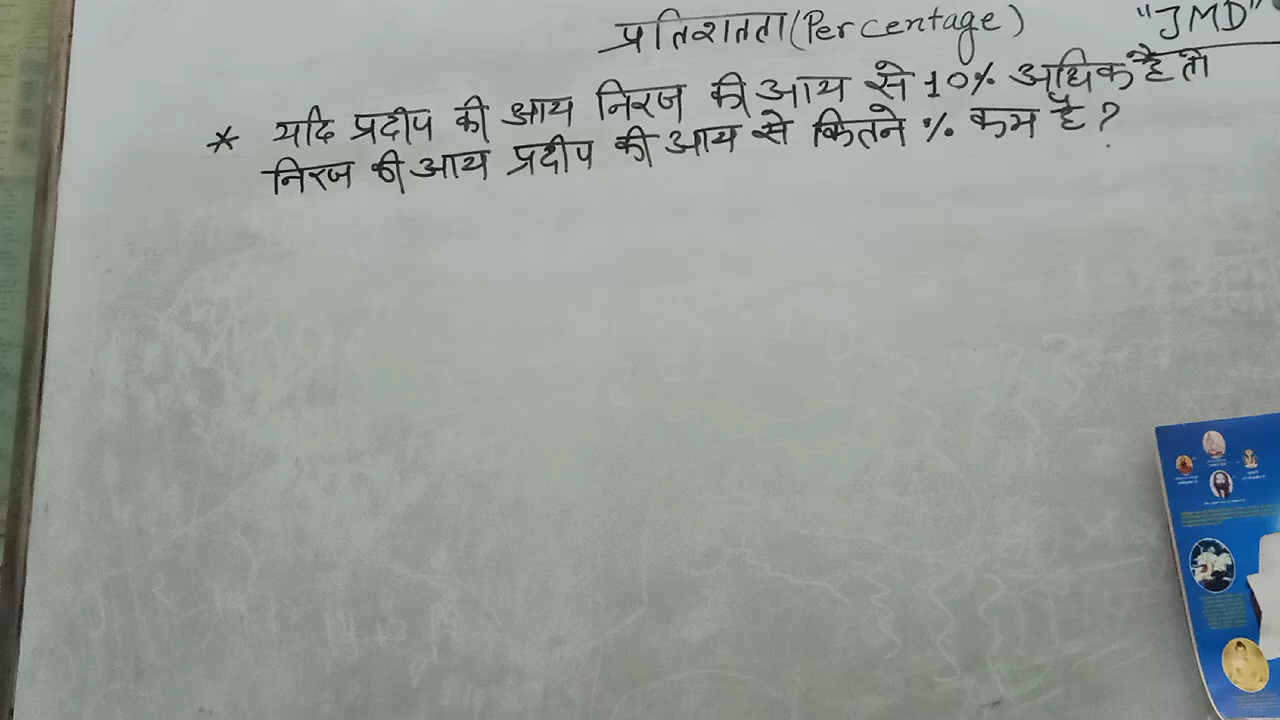 प्रतिशतता (Percentage) "JMD"
* यदि प्रदीप की आय निरज की आय से 10% अधिक है तो
निरज की आय प्रदीप की आय से कितने % कम है ?